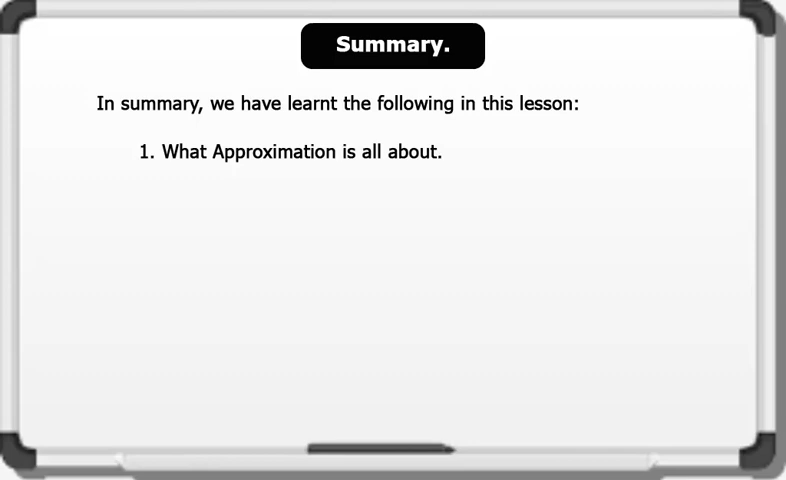 Summary.
In summary, we have learnt the following in this lesson:
1. What Approximation is all about.